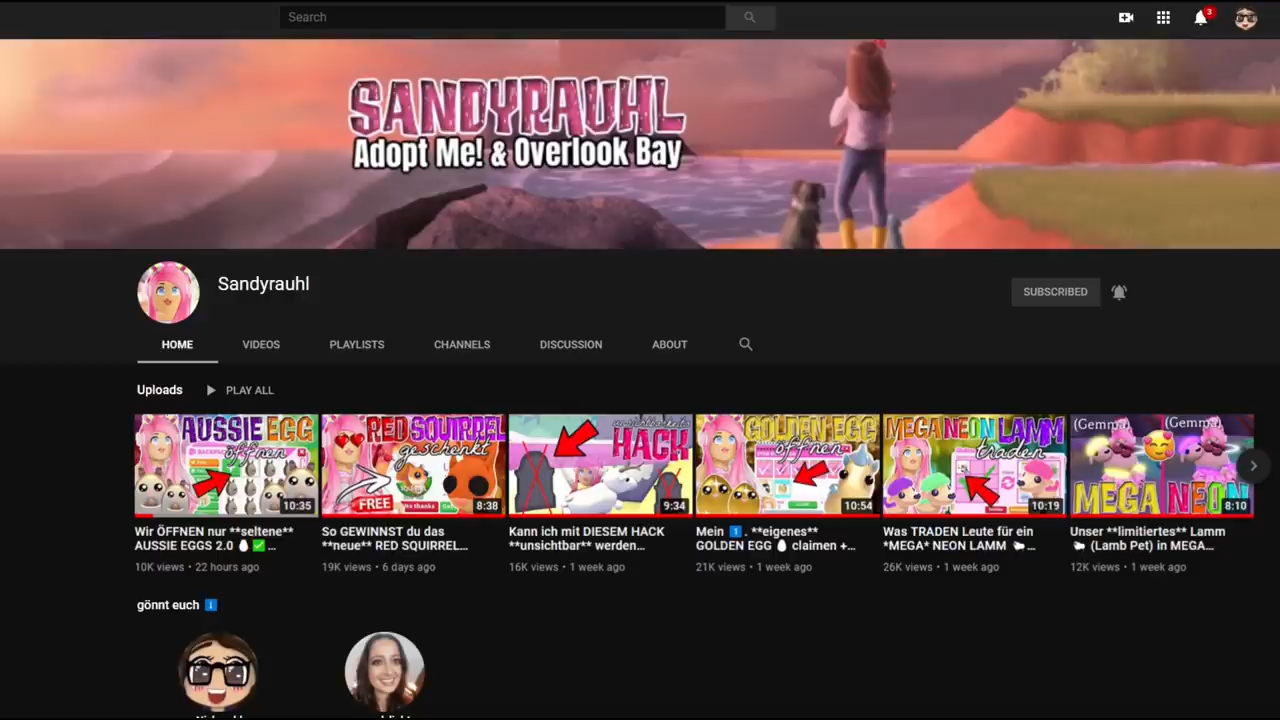 Search
3
SANDYRAUHL
Adopt Me! & Overlook Bay
Sandyrauhl
SUBSCRIBED
HOME
VIDEOS
PLAYLISTS
CHANNELS
DISCUSSION
ABOUT
Uploads
PLAY ALL
AUSSIE EGG
öffnen
10:35
RED SQUIRREL
geschenkt
FREE
No thanks
8:38
HACK
9:34
GOLDEN EGG
öffnen
10:54
MEGA NEON LAMM
traden
10:19
(Gemma)
(Gemma)
MEGA NEON
8:10
Wir ÖFFNEN nur **seltene**
AUSSIE EGGS 2.0 🥚✅ ...
10K views • 22 hours ago
So GEWINNST du das
**neue** RED SQUIRREL...
19K views • 6 days ago
Kann ich mit DIESEM HACK
**unsichtbar** werden...
16K views • 1 week ago
Mein 1️⃣. **eigenes**
GOLDEN EGG 🥚 claimen +...
21K views • 1 week ago
Was TRADEN Leute für ein
*MEGA* NEON LAMM 🐑...
26K views • 1 week ago
Unser **limitiertes** Lamm
🐑 (Lamb Pet) in MEGA...
12K views • 1 week ago
gönnt euch ℹ️